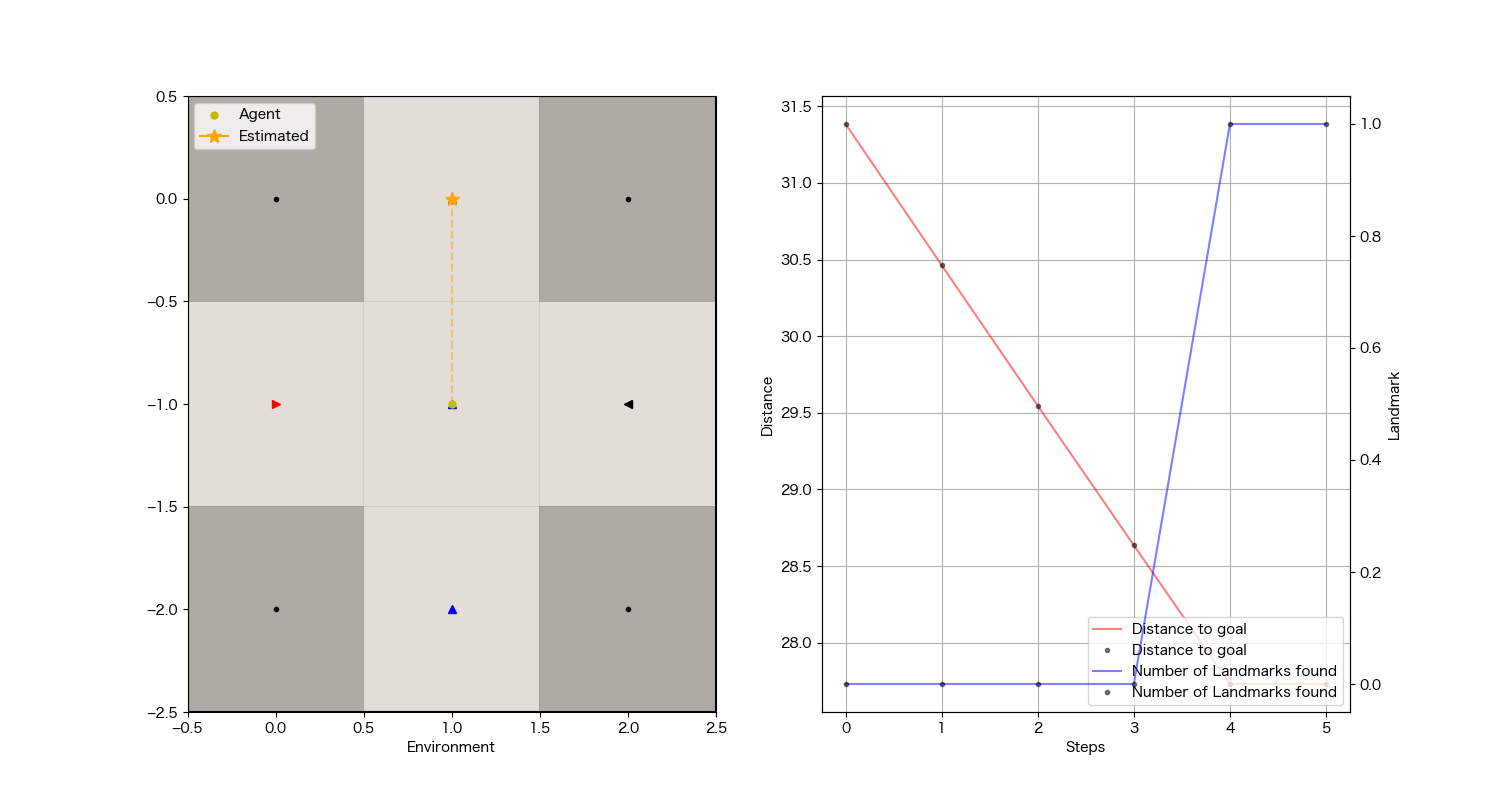 0.5
0.0
−0.5
−1.0
−1.5
−2.0
−2.5
−0.5 0.0 0.5 1.0 1.5 2.0 2.5
Environment
Agent
Estimated
31.5
31.0
30.5
30.0
29.5
29.0
28.5
28.0
Distance
0 1 2 3 4 5
Steps
1.0
0.8
0.6
0.4
0.2
0.0
Landmark
Distance to goal
Distance to goal
Number of Landmarks found
Number of Landmarks found